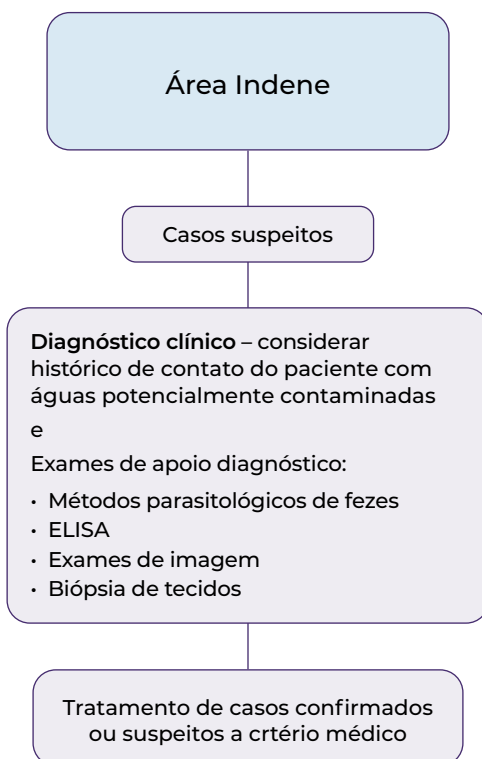 Área Indene
Casos suspeitos
Diagnóstico clínico – considerar
histórico de contato do paciente com
águas potencialmente contaminadas
e
Exames de apoio diagnóstico:
• Métodos parasitológicos de fezes
• ELISA
• Exames de imagem
• Biópsia de tecidos
Tratamento de casos confirmados
ou suspeitos a crtério médico